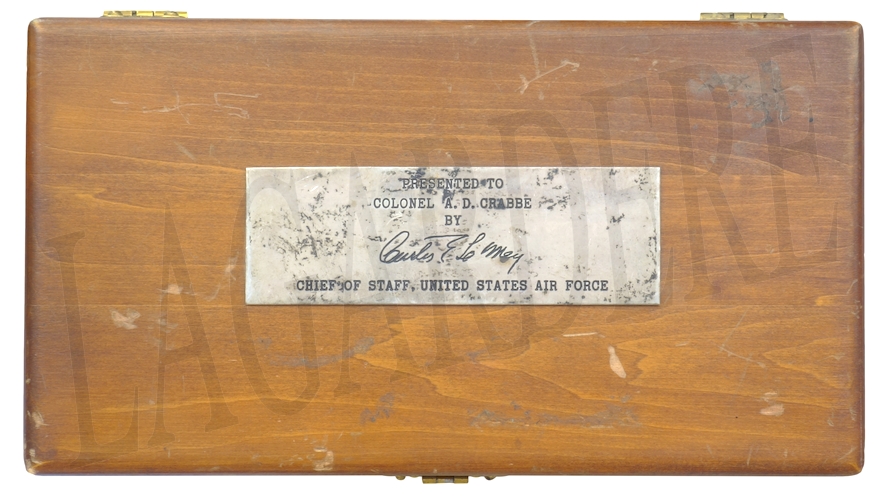 PRESENTED TO
COLONEL A. D. CRABBE
BY
Curtis E. LeMay
CHIEF OF STAFF, UNITED STATES AIR FORCE
LAGARDERE